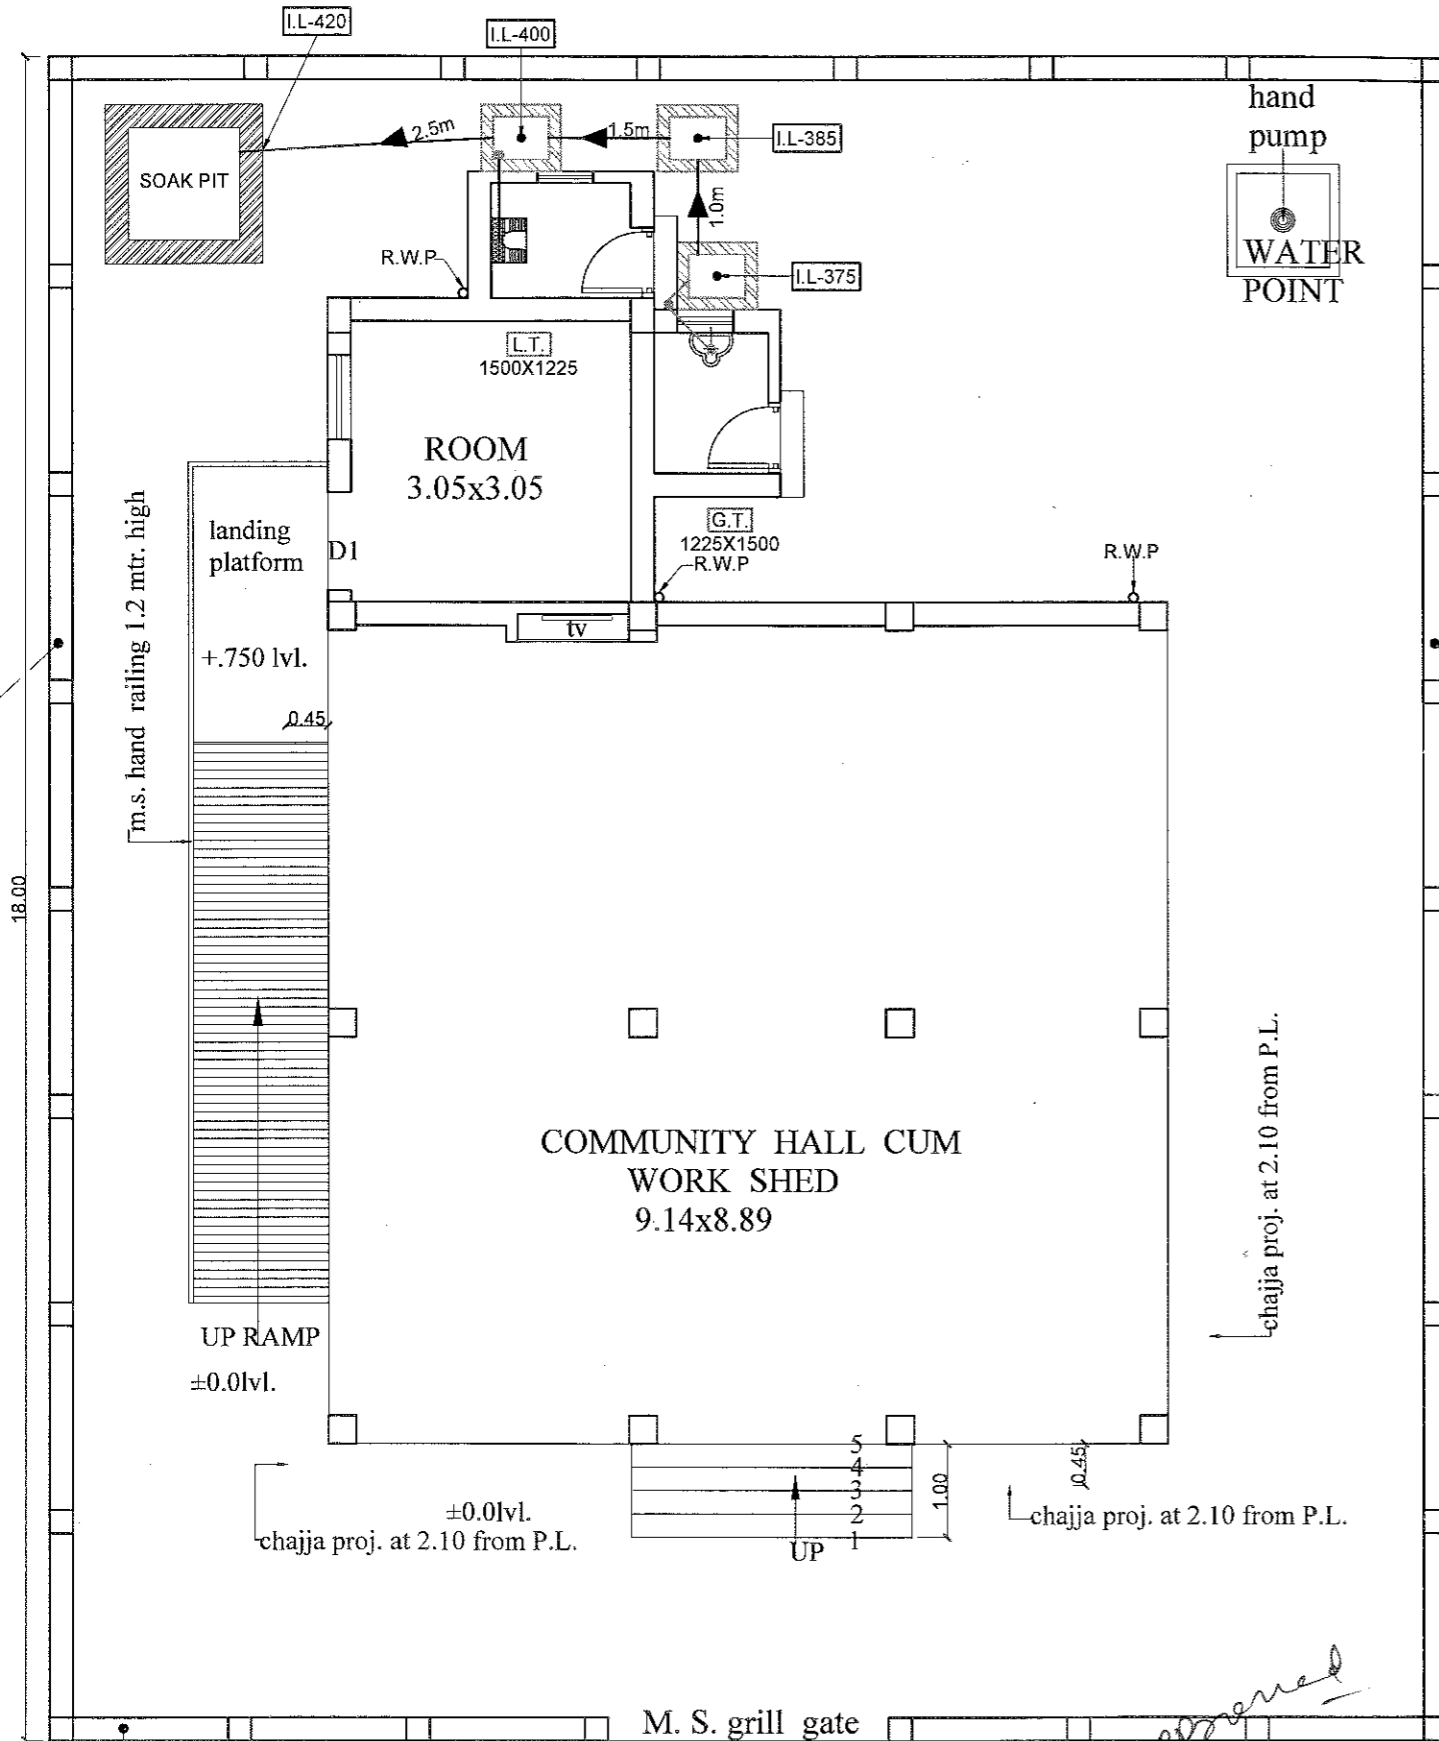 I.L-420
I.L-400
hand
pump
2.5m
1.5m
I.L-385
SOAK PIT
1.0m
WATER
POINT
R.W.P
I.L-375
L.T.
1500X1225
ROOM
3.05x3.05
m.s. hand railing 1.2 mtr. high
landing
platform
D1
G.T.
1225X1500
R.W.P
R.W.P
tv
+.750 lvl.
0.45
18.00
COMMUNITY HALL CUM
WORK SHED
9.14x8.89
chajja proj. at 2.10 from P.L.
UP RAMP
±0.0lvl.
5
4
3
2
1
1.00
0.45
±0.0lvl.
chajja proj. at 2.10 from P.L.
chajja proj. at 2.10 from P.L.
UP
M. S. grill gate